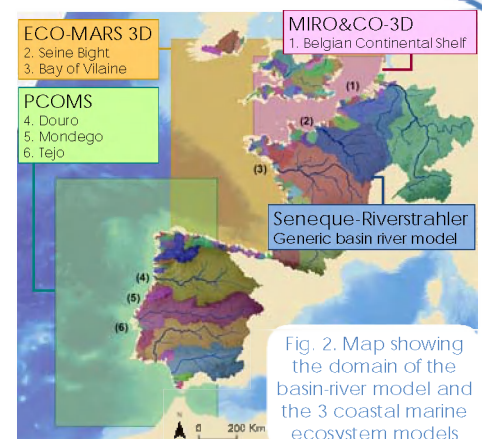 ECO-MARS 3D
2. Seine Bight
3. Bay of Vilaine
MIRO&CO-3D
1. Belgian Continental Shelf
PCOMS
4. Douro
5. Mondego
6. Tejo
(1)
(2)
(3)
Seneque-Riverstrahler
Generic basin river model
(4)
(5)
(6)
Fig. 2. Map showing
the domain of the
basin-river model and
the 3 coastal marine
ecosystem models
N
0 200 Km